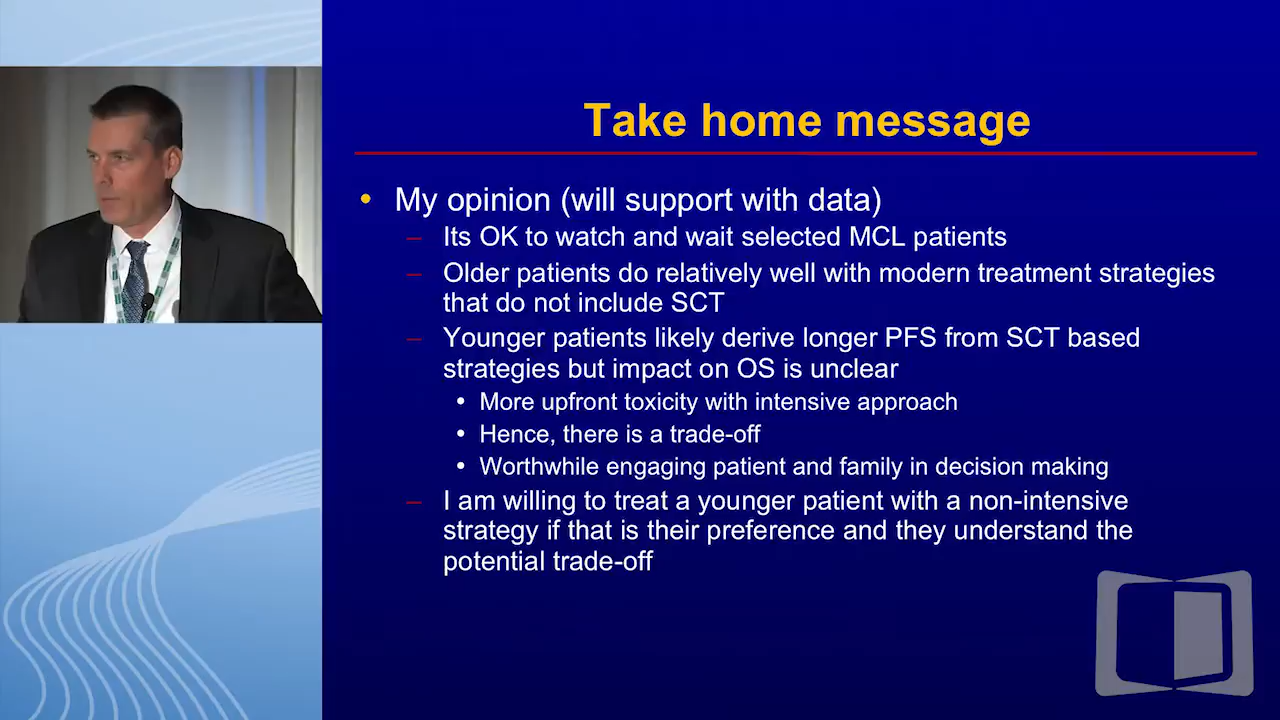 Take home message
• My opinion (will support with data)
– Its OK to watch and wait selected MCL patients
– Older patients do relatively well with modern treatment strategies
that do not include SCT
– Younger patients likely derive longer PFS from SCT based
strategies but impact on OS is unclear
• More upfront toxicity with intensive approach
• Hence, there is a trade-off
• Worthwhile engaging patient and family in decision making
– I am willing to treat a younger patient with a non-intensive
strategy if that is their preference and they understand the
potential trade-off